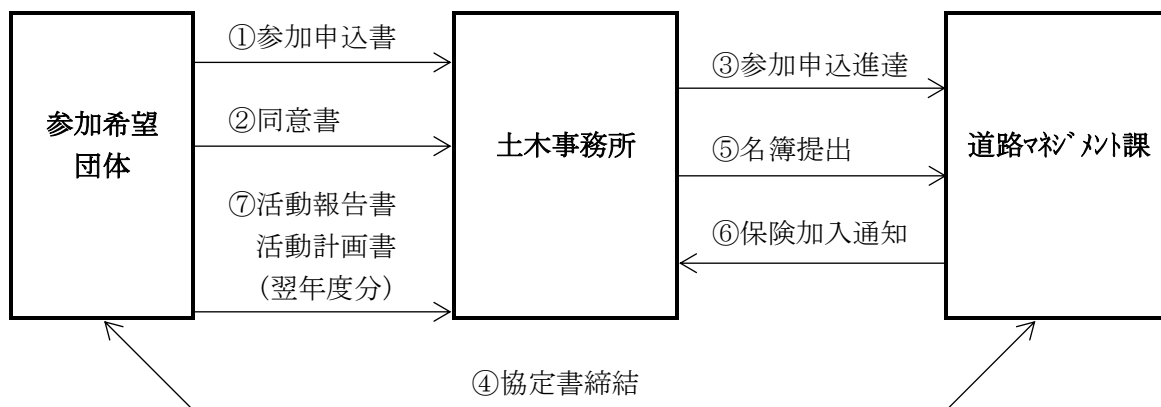 ①参加申込書
②同意書
⑦活動報告書
活動計画書
(翌年度分)
参加希望
団体
土木事務所
③参加申込進達
⑤名簿提出
⑥保険加入通知
道路マネジメント課
④協定書締結